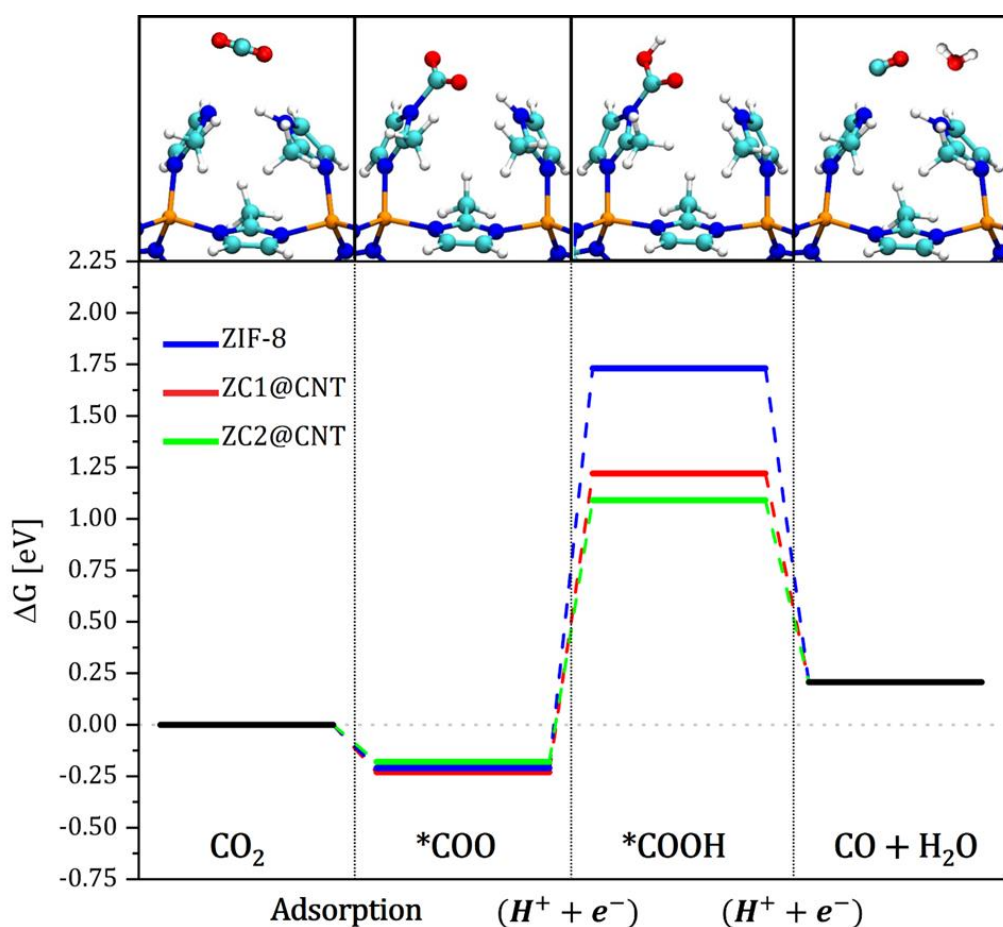 2.25
2.00
1.75
1.50
1.25
1.00
0.75
0.50
0.25
0.00
-0.25
-0.50
-0.75
ΔG [eV]
ZIF-8
ZC1@CNT
ZC2@CNT
CO₂ *COO *COOH CO + H₂O
Adsorption (H⁺ + e⁻) (H⁺ + e⁻)